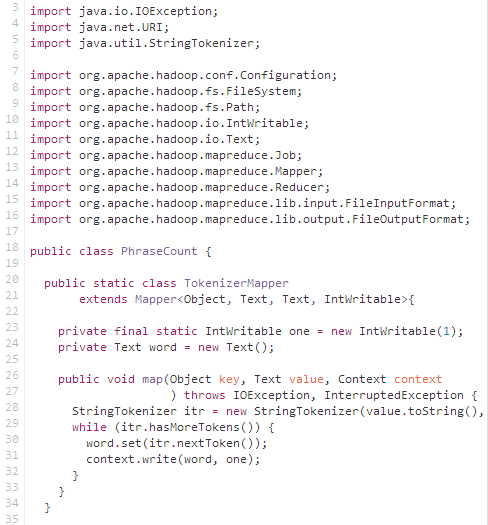 3 import java.io.IOException;
4 import java.net.URI;
5 import java.util.StringTokenizer;
6
7 import org.apache.hadoop.conf.Configuration;
8 import org.apache.hadoop.fs.FileSystem;
9 import org.apache.hadoop.fs.Path;
10 import org.apache.hadoop.io.IntWritable;
11 import org.apache.hadoop.io.Text;
12 import org.apache.hadoop.mapreduce.Job;
13 import org.apache.hadoop.mapreduce.Mapper;
14 import org.apache.hadoop.mapreduce.Reducer;
15 import org.apache.hadoop.mapreduce.lib.input.FileInputFormat;
16 import org.apache.hadoop.mapreduce.lib.output.FileOutputFormat;
17
18 public class PhraseCount {
19
20   public static class TokenizerMapper
21        extends Mapper<Object, Text, Text, IntWritable>{
22
23     private final static IntWritable one = new IntWritable(1);
24     private Text word = new Text();
25
26     public void map(Object key, Text value, Context context
27                     ) throws IOException, InterruptedException {
28       StringTokenizer itr = new StringTokenizer(value.toString(),
29       while (itr.hasMoreTokens()) {
30         word.set(itr.nextToken());
31         context.write(word, one);
32       }
33     }
34   }
35